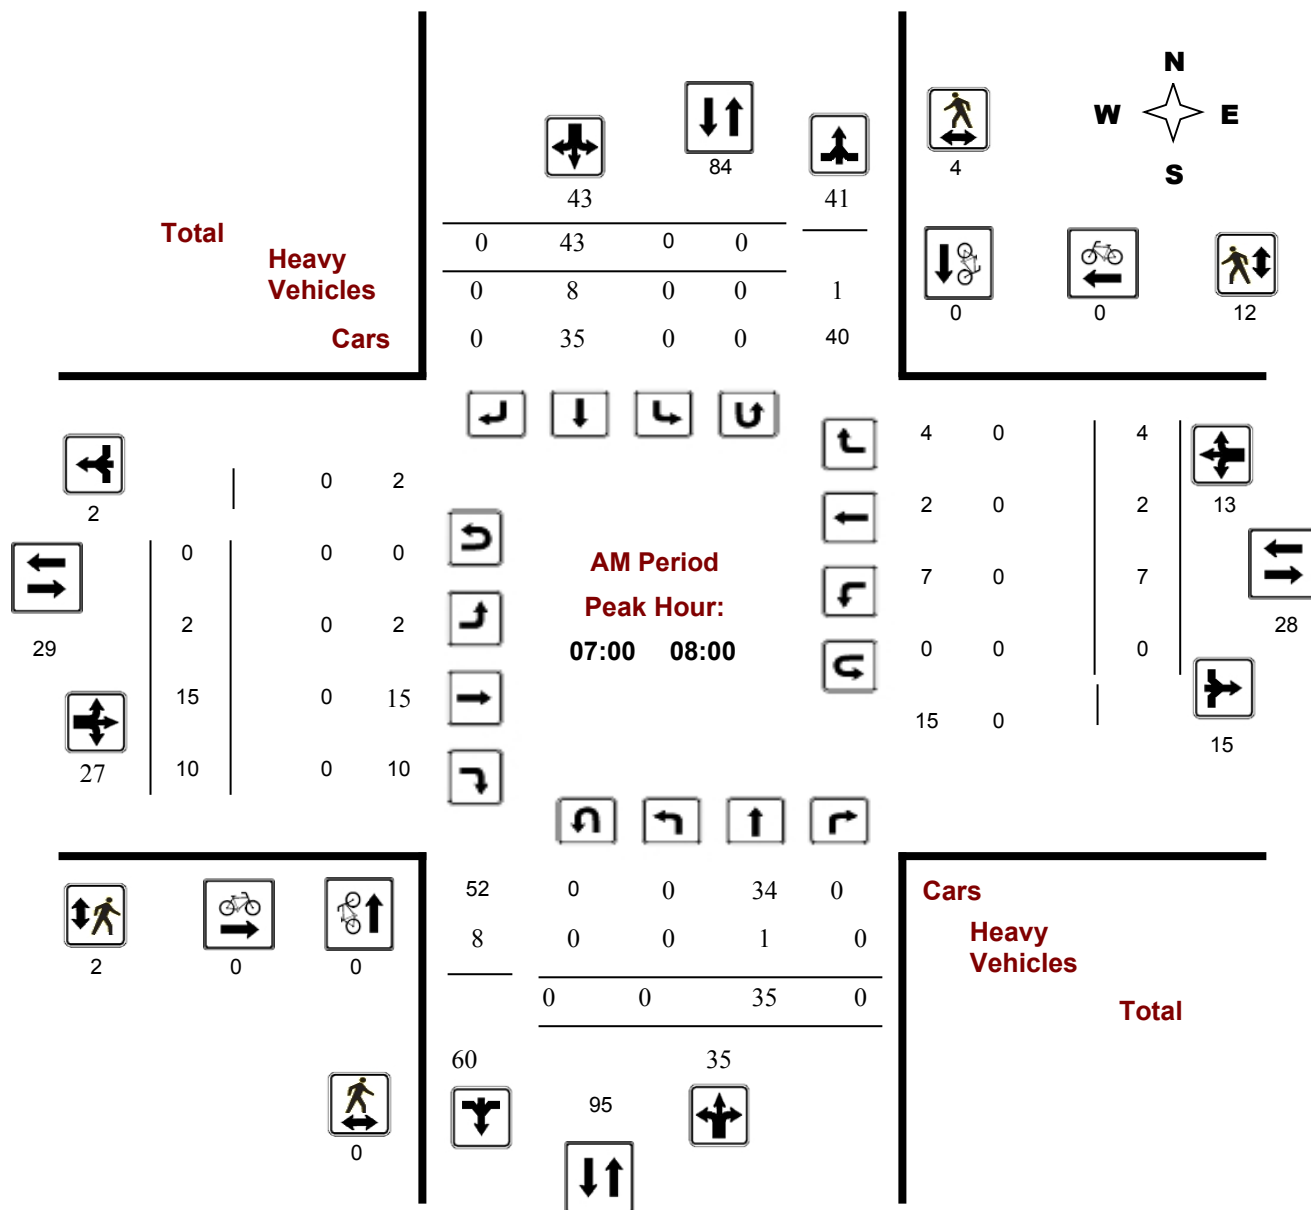 N
W E
S
84
4
43 41
Total
0 43 0 0
Heavy
Vehicles
0 8 0 0 1
0 0 12
Cars 0 35 0 0 40
4 0 4
0 2
13
2
2 0 2
0 0 0
AM Period
7 0 7
Peak Hour:
2 0 2
28
29
07:00 08:00
0 0 0
15 0 15
15 0
15
27 10 0 10
52 0 0 34 0 Cars
8 0 0 1 0 Heavy
Vehicles
2 0 0
0 0 35 0
Total
60 35
95
0